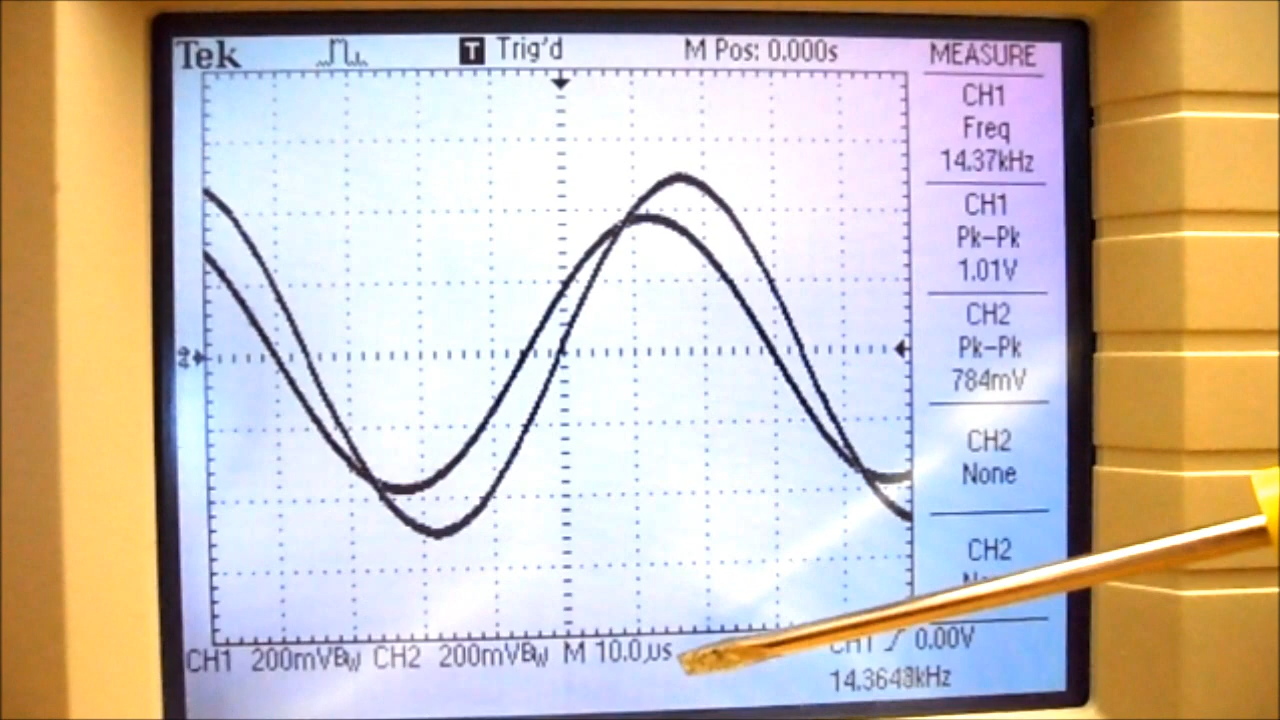 Tek T Trig'd M Pos: 0.000s MEASURE
CH1
Freq
14.37kHz
CH1
Pk-Pk
1.01V
CH2
Pk-Pk
784mV
CH2
None
CH2
CH1 200mVBW CH2 200mVBW M 10.0µs CH1 0.00V
14.3648kHz